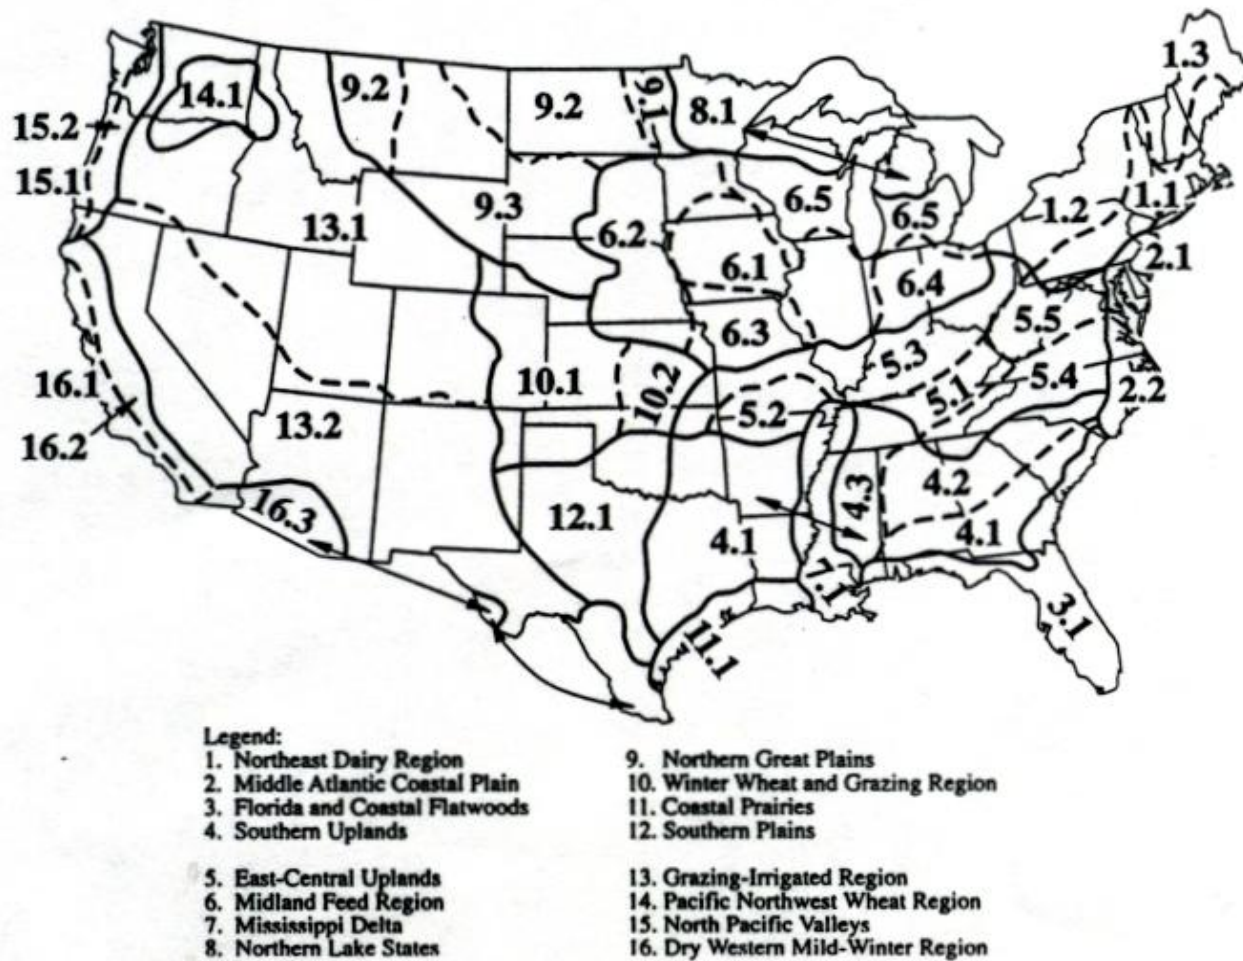 1.3
14.1
9.2
9.2
9.1
8.1
15.2
15.1
13.1
9.3
6.2
6.5
6.5
1.2
1.1
2.1
6.1
6.4
6.3
5.5
5.3
16.1
10.1
10.2
5.2
5.1
5.4
2.2
16.2
13.2
16.3
12.1
4.3
4.2
4.1
4.1
7.1
11.1
3.1
Legend:
1. Northeast Dairy Region
2. Middle Atlantic Coastal Plain
3. Florida and Coastal Flatwoods
4. Southern Uplands
5. East-Central Uplands
6. Midland Feed Region
7. Mississippi Delta
8. Northern Lake States
9. Northern Great Plains
10. Winter Wheat and Grazing Region
11. Coastal Prairies
12. Southern Plains
13. Grazing-Irrigated Region
14. Pacific Northwest Wheat Region
15. North Pacific Valleys
16. Dry Western Mild-Winter Region